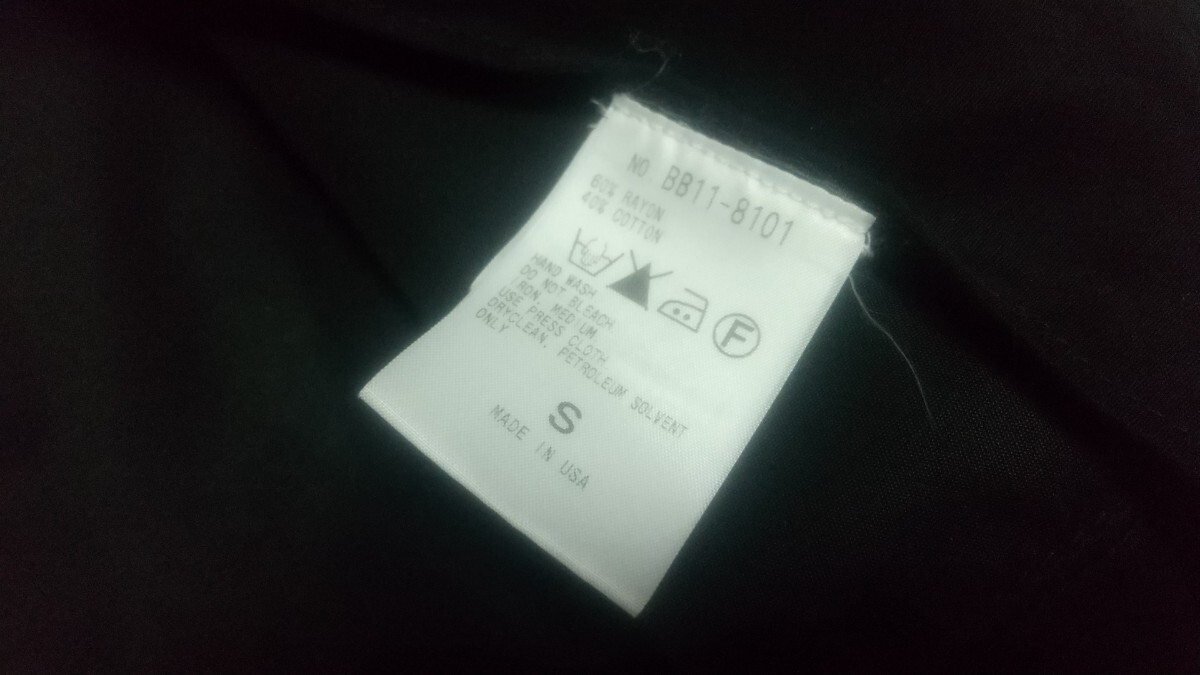 NO BB11-8101
60% RAYON
40% COTTON
F
HAND WASH
DO NOT BLEACH
IRON, MEDIUM
USE PRESS CLOTH
DRYCLEAN, PETROLEUM SOLVENT
ONLY
S
MADE IN USA